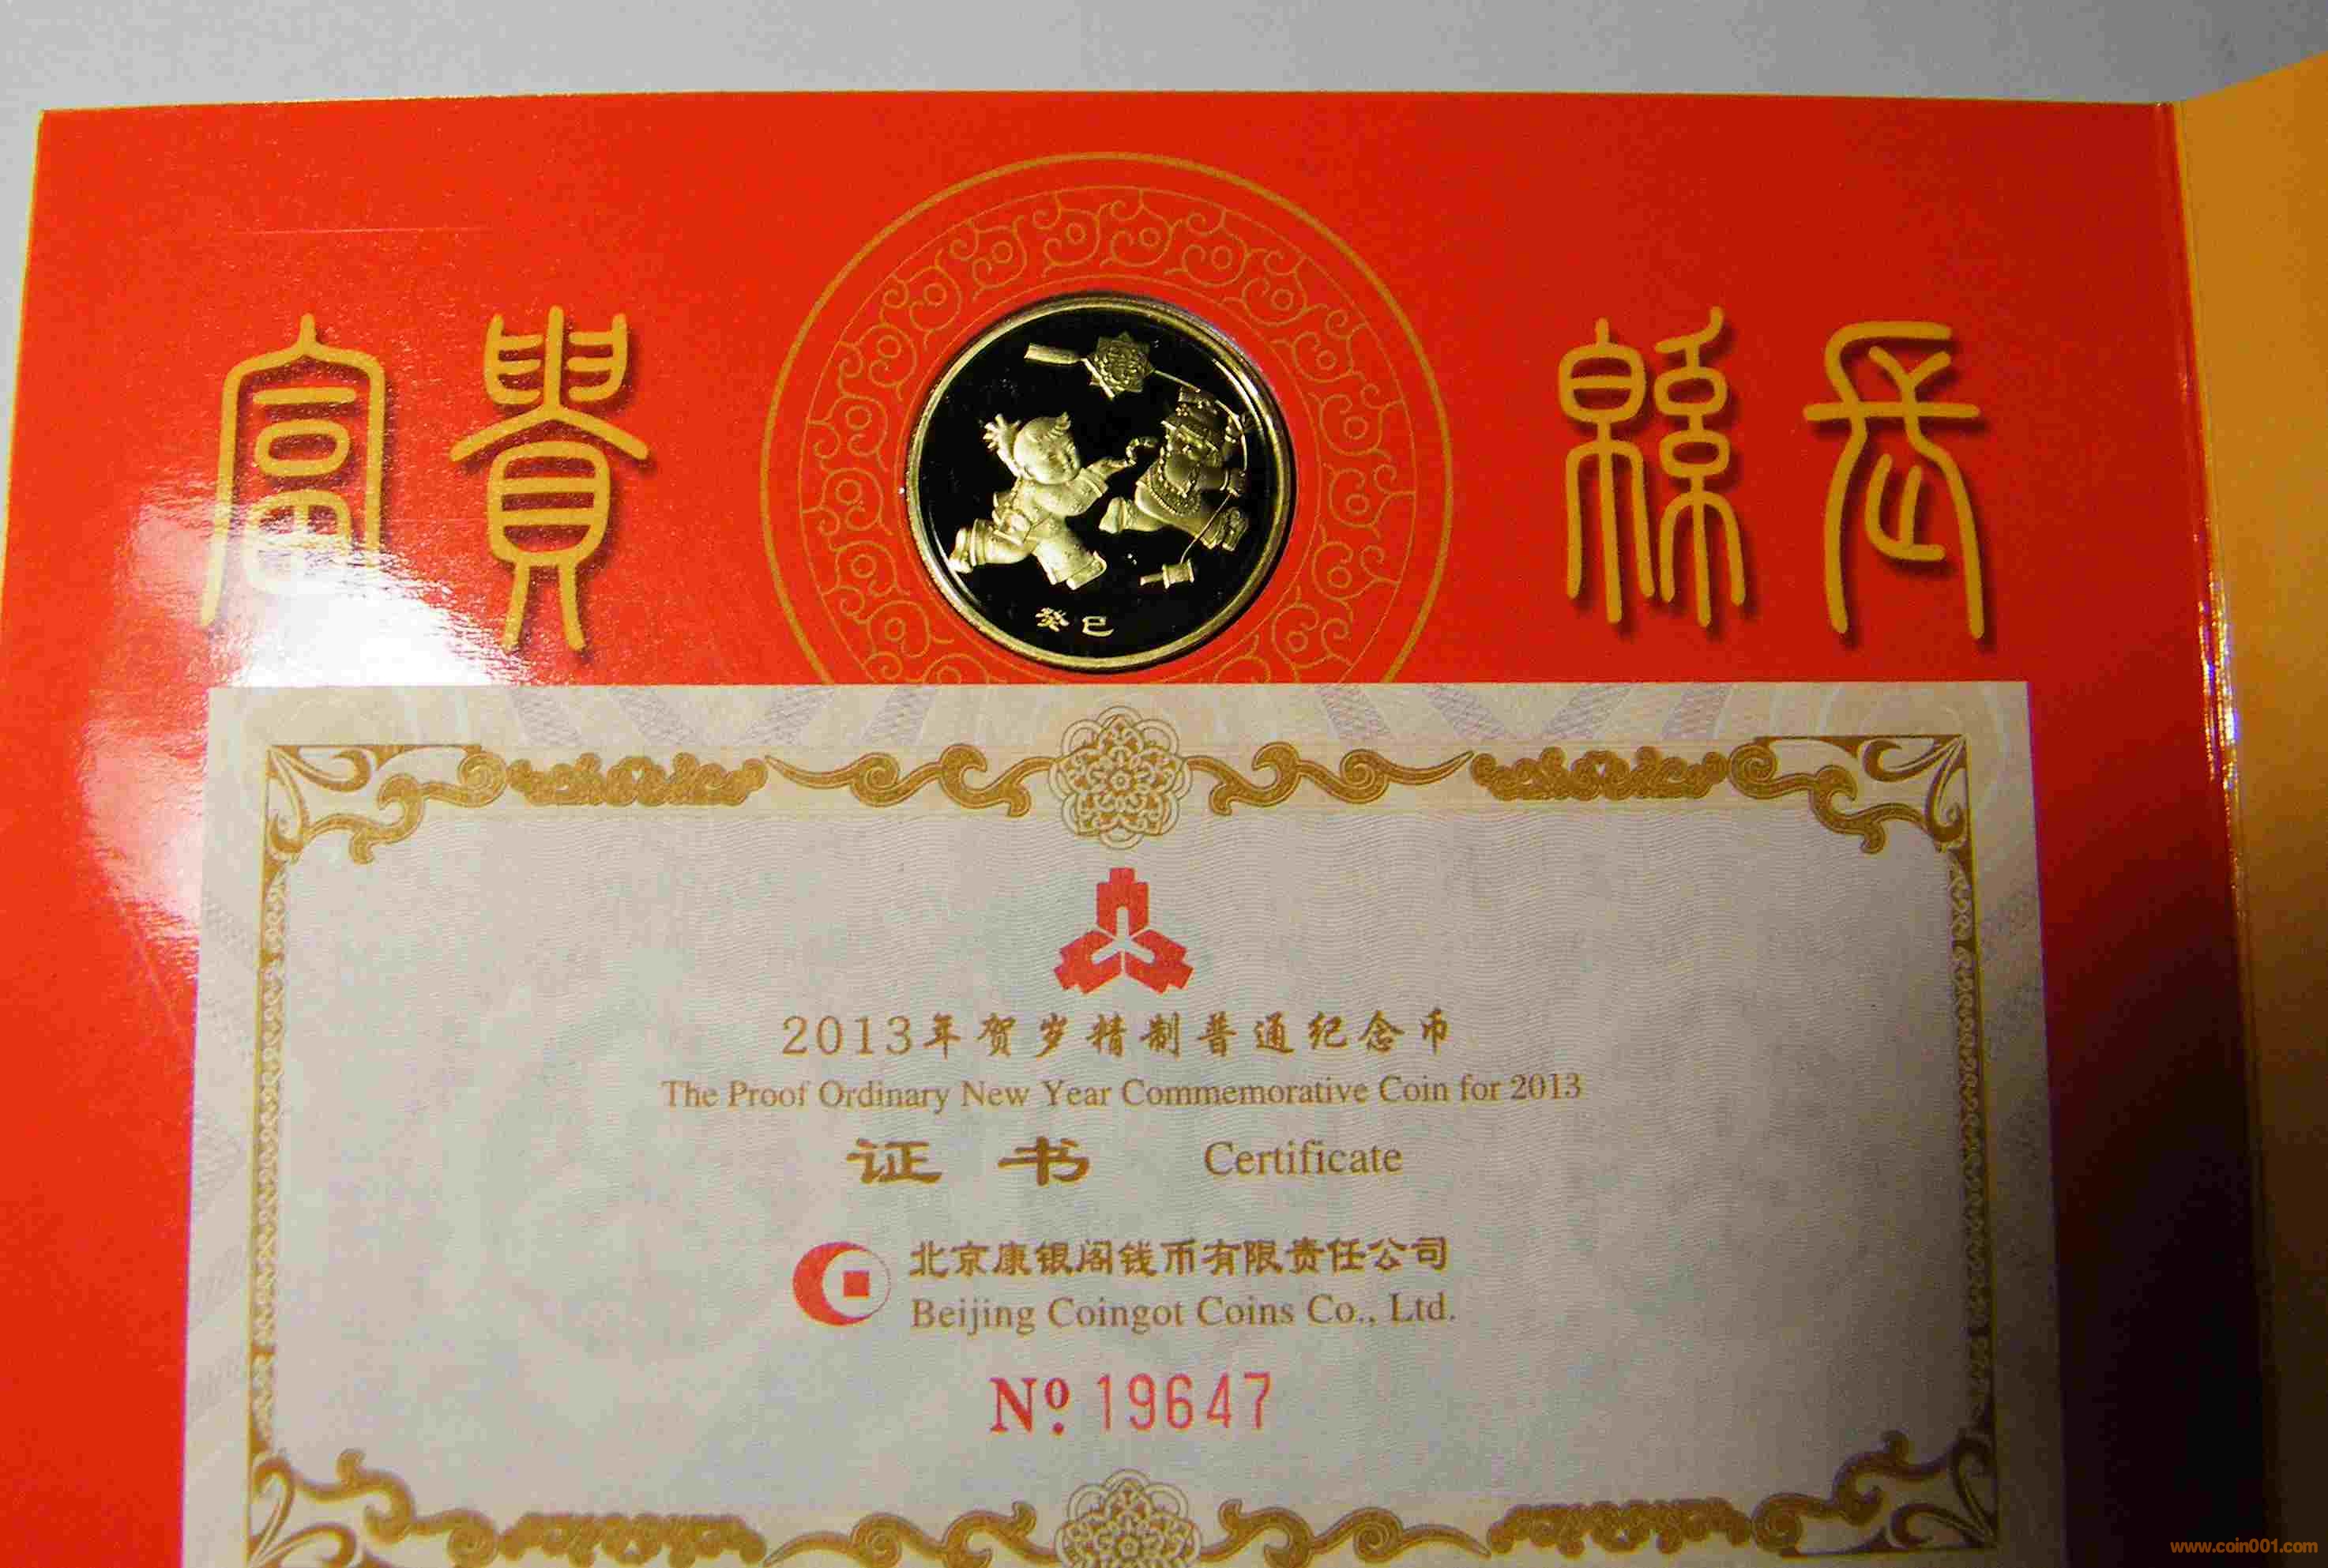 富貴緜長
癸巳
2013年贺岁精制普通纪念币
The Proof Ordinary New Year Commemorative Coin for 2013
证书 Certificate
北京康银阁钱币有限责任公司
Beijing Coingot Coins Co., Ltd.
Nº 19647
www.coin001.com